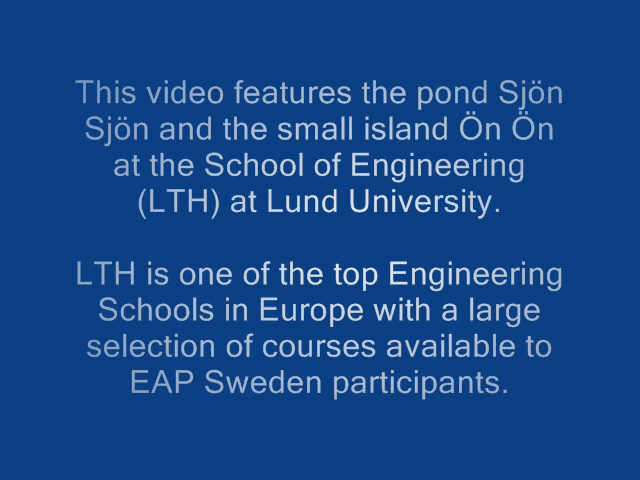 This video features the pond Sjön
Sjön and the small island Ön Ön
at the School of Engineering
(LTH) at Lund University.
LTH is one of the top Engineering
Schools in Europe with a large
selection of courses available to
EAP Sweden participants.